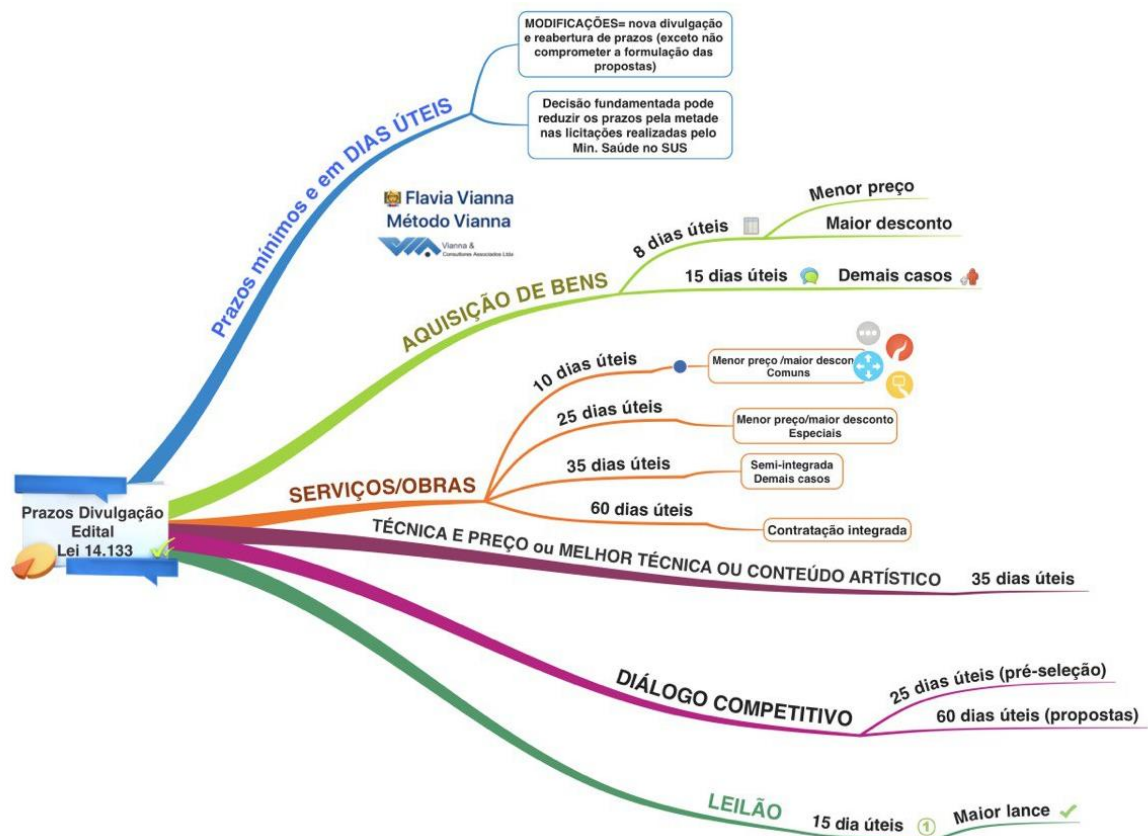 MODIFICAÇÕES= nova divulgação
e reabertura de prazos (exceto não
comprometer a formulação das
propostas)
Decisão fundamentada pode
reduzir os prazos pela metade
nas licitações realizadas pelo
Min. Saúde no SUS
Prazos mínimos e em DIAS ÚTEIS
Flavia Vianna
Método Vianna
Vianna &
Consultores Associados Ltda
AQUISIÇÃO DE BENS
8 dias úteis
Menor preço
Maior desconto
15 dias úteis
Demais casos
SERVIÇOS/OBRAS
10 dias úteis
Menor preço /maior descon
Comuns
25 dias úteis
Menor preço/maior desconto
Especiais
35 dias úteis
Semi-integrada
Demais casos
60 dias úteis
Contratação integrada
Prazos Divulgação
Edital
Lei 14.133
TÉCNICA E PREÇO ou MELHOR TÉCNICA OU CONTEÚDO ARTÍSTICO
35 dias úteis
DIÁLOGO COMPETITIVO
25 dias úteis (pré-seleção)
60 dias úteis (propostas)
LEILÃO
15 dia úteis
1
Maior lance